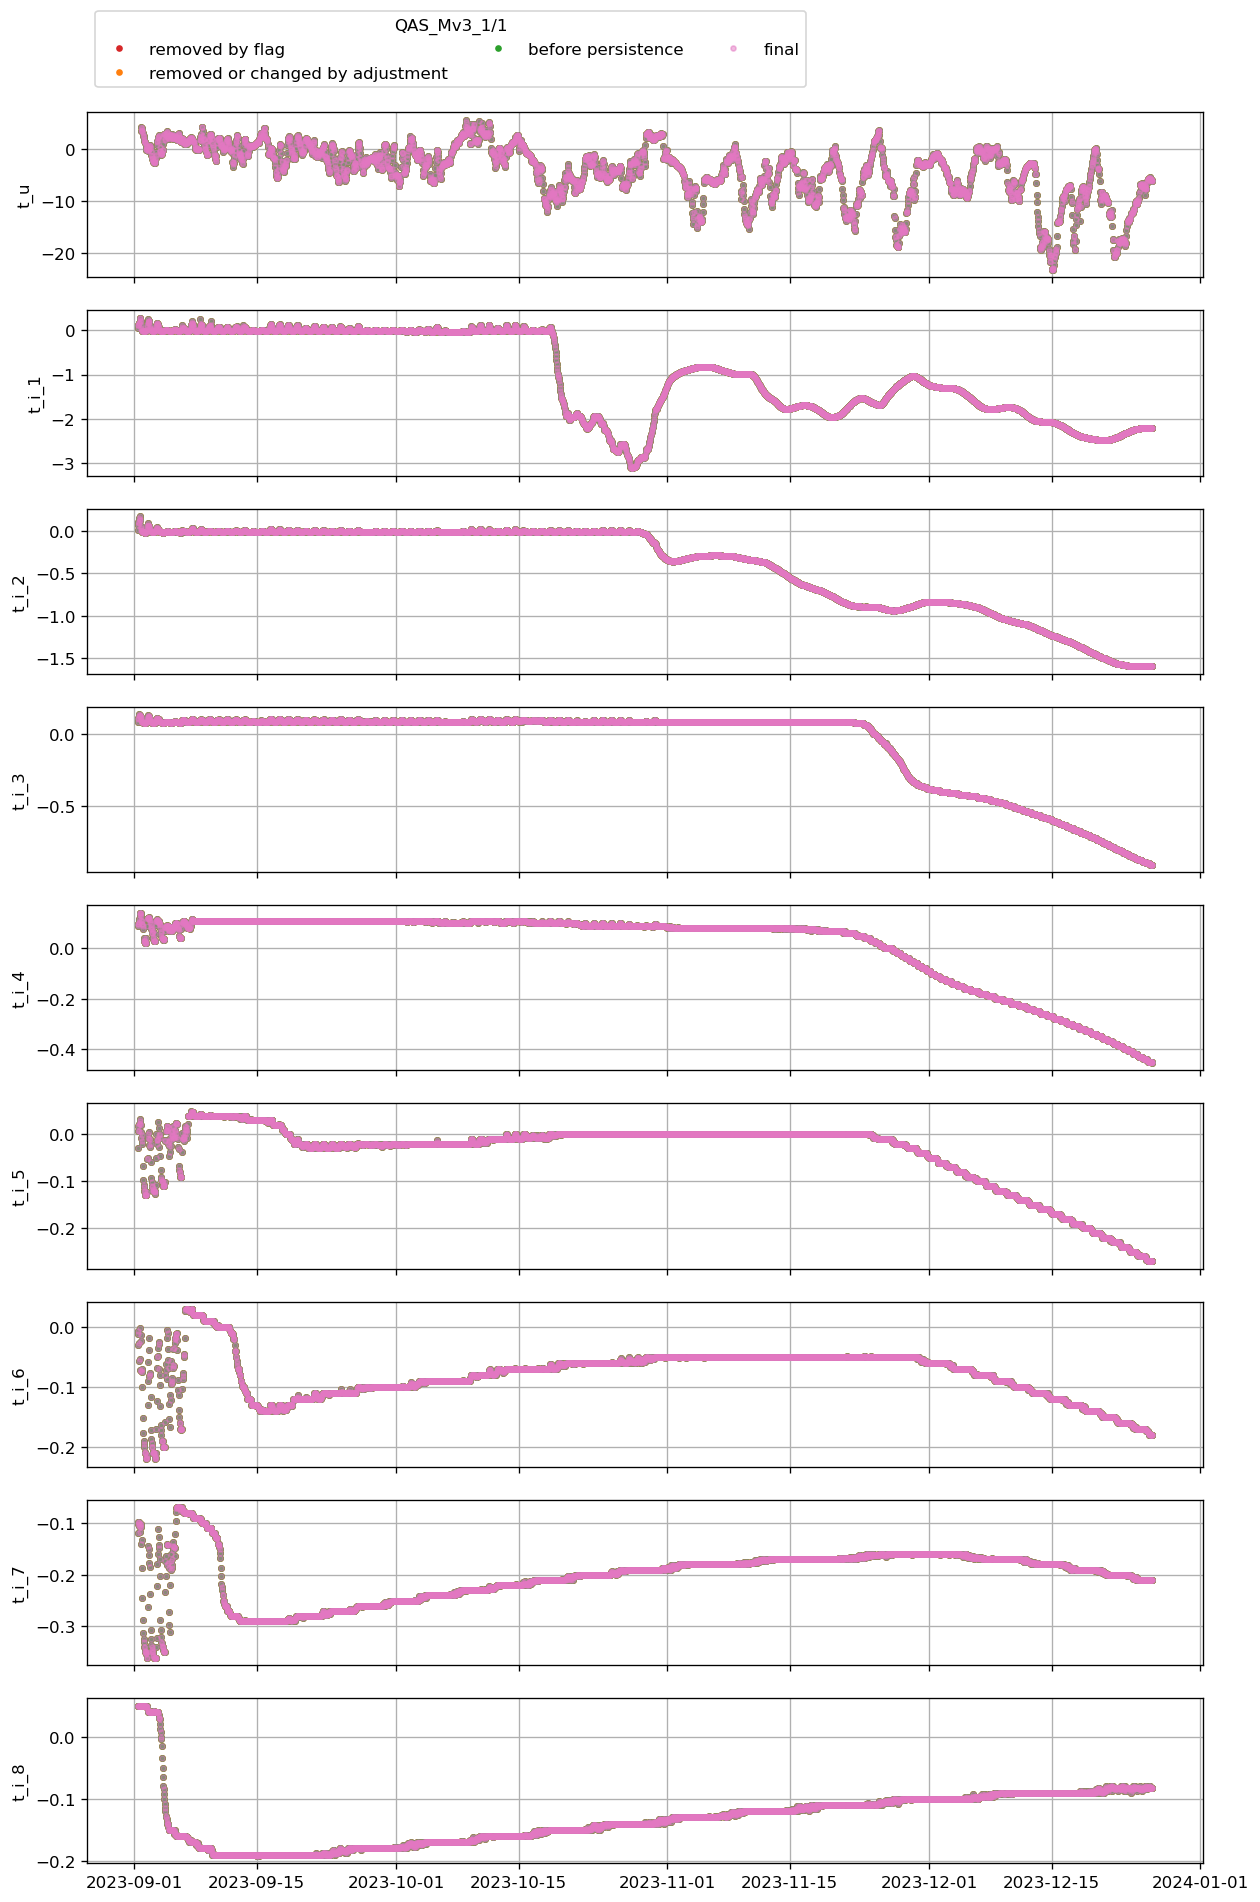 QAS_Mv3_1/1
removed by flag
removed or changed by adjustment
before persistence
final
t_u
0
−10
−20
t_i_1
0
−1
−2
−3
t_i_2
0.0
−0.5
−1.0
−1.5
t_i_3
0.0
−0.5
t_i_4
0.0
−0.2
−0.4
t_i_5
0.0
−0.1
−0.2
t_i_6
0.0
−0.1
−0.2
t_i_7
−0.1
−0.2
−0.3
t_i_8
0.0
−0.1
−0.2
2023-09-01 2023-09-15 2023-10-01 2023-10-15 2023-11-01 2023-11-15 2023-12-01 2023-12-15 2024-01-01